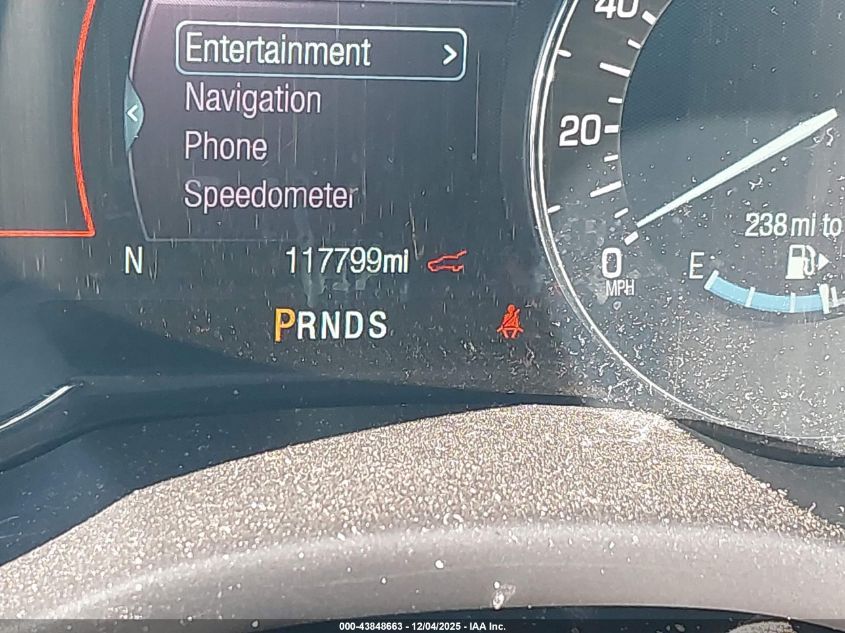 40
Entertainment >
<
Navigation
20
Phone
Speedometer
238 mi to
N
117799mi
0
E
MPH
PRNDS
000-43848663 - 12/04/2025 - IAA Inc.